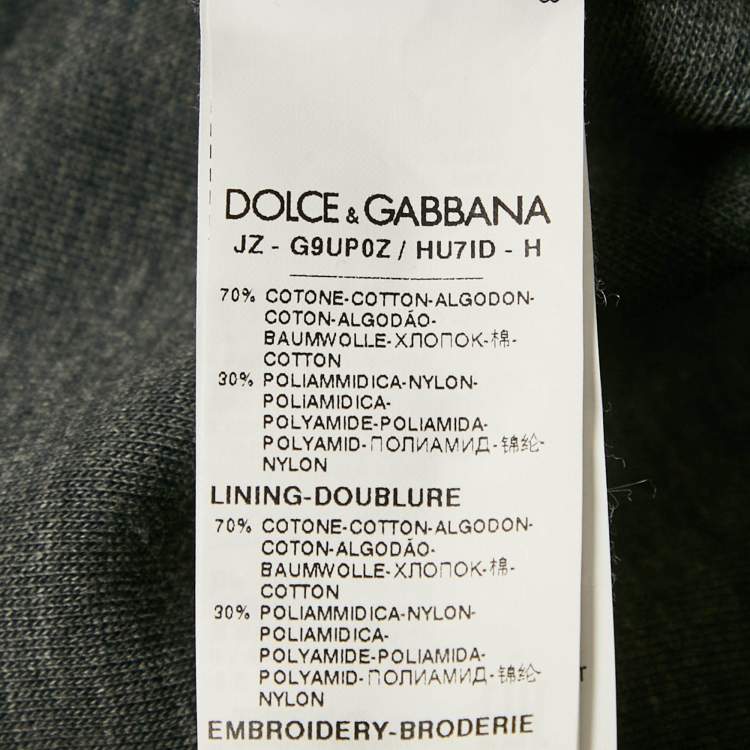 DOLCE & GABBANA
JZ - G9UP0Z / HU7ID - H
70% COTONE-COTTON-ALGODON-
COTON-ALGODÃO-
BAUMWOLLE-ХЛОПОК-棉-
COTTON
30% POLIAMMIDICA-NYLON-
POLIAMIDICA-
POLYAMIDE-POLIAMIDA-
POLYAMID-ПОЛИАМИД-锦纶-
NYLON
LINING-DOUBLURE
70% COTONE-COTTON-ALGODON-
COTON-ALGODÃO-
BAUMWOLLE-ХЛОПОК-棉-
COTTON
30% POLIAMMIDICA-NYLON-
POLIAMIDICA-
POLYAMIDE-POLIAMIDA-
POLYAMID-ПОЛИАМИД-锦纶-
NYLON
EMBROIDERY-BRODERIE